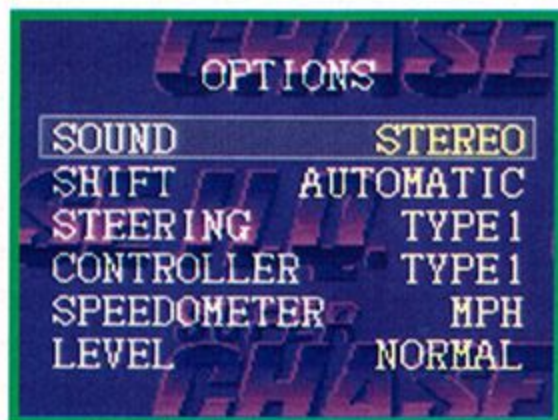 OPTIONS
SOUND STEREO
SHIFT AUTOMATIC
STEERING TYPE1
CONTROLLER TYPE1
SPEEDOMETER MPH
LEVEL NORMAL